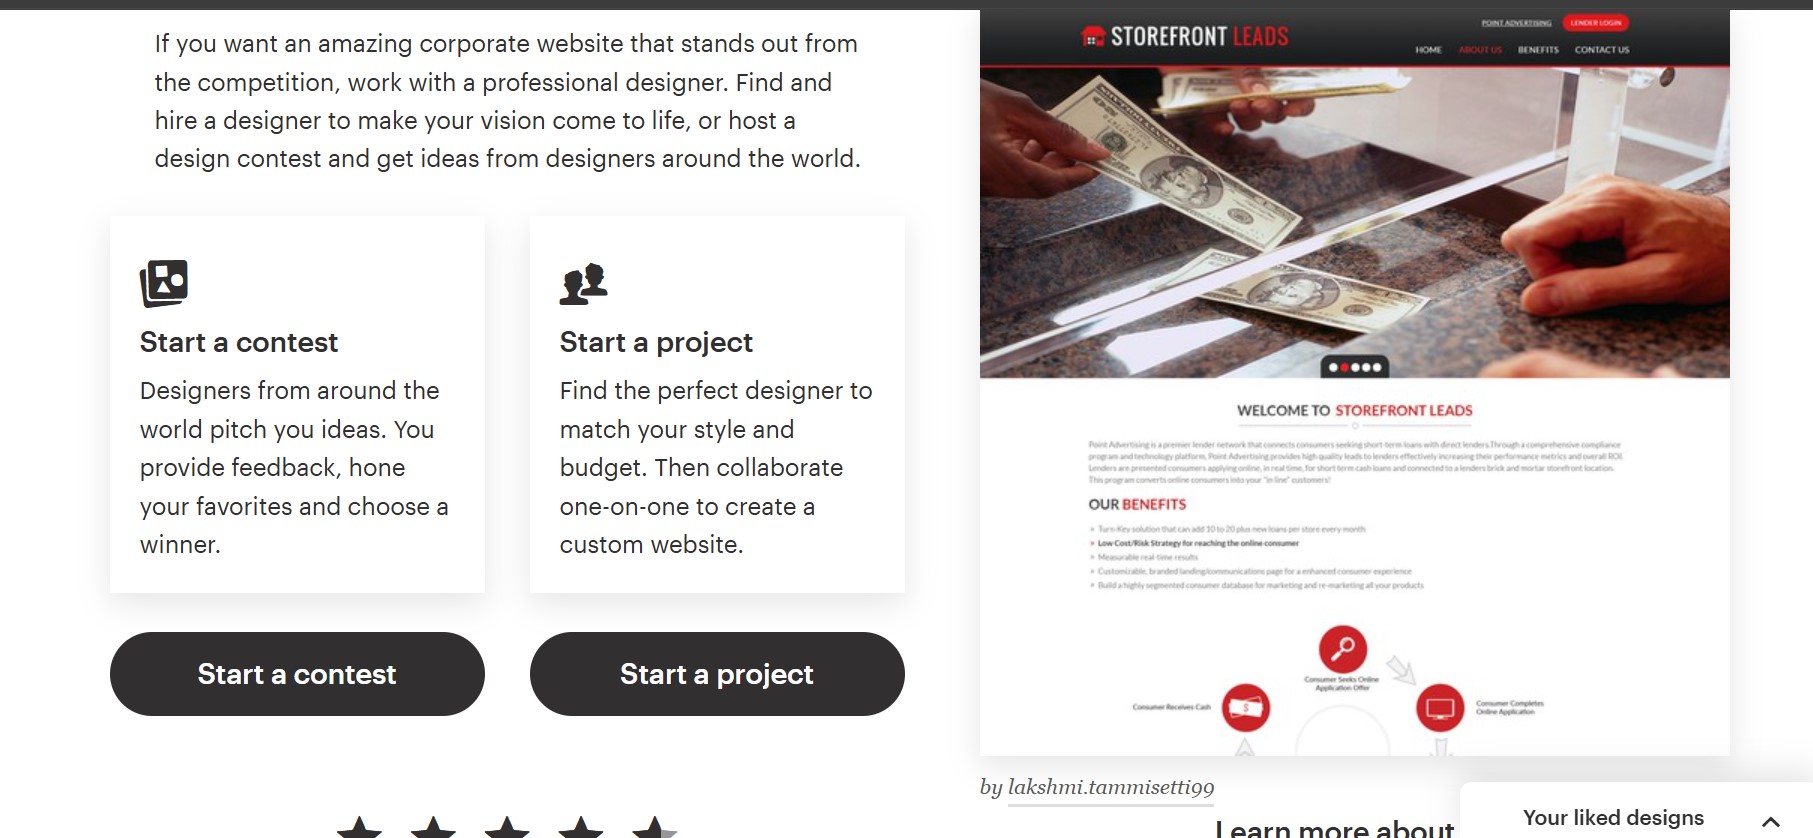 If you want an amazing corporate website that stands out from
the competition, work with a professional designer. Find and
hire a designer to make your vision come to life, or host a
design contest and get ideas from designers around the world.
Start a contest
Designers from around the
world pitch you ideas. You
provide feedback, hone
your favorites and choose a
winner.
Start a contest
Start a project
Find the perfect designer to
match your style and
budget. Then collaborate
one-on-one to create a
custom website.
Start a project
POINT ADVERTISING LENDER LOGIN
STOREFRONT LEADS
HOME ABOUT US BENEFITS CONTACT US
WELCOME TO STOREFRONT LEADS
Point Advertising is a premier lender network that connects consumers seeking short-term loans with direct lenders.Through a comprehensive compliance
program and technology platform, Point Advertising provides high quality leads to lenders effectively increasing their performance metrics and overall ROI.
Lenders are presented consumers applying online, in real time, for short term cash loans and connected to a lenders brick and mortar storefront location.
This program converts online consumers into your "in line" customers!
OUR BENEFITS
» Turn-Key solution that can add 10 to 20 plus new loans per store every month
» Low Cost/Risk Strategy for reaching the online consumer
» Measurable real-time results
» Customizable, branded landing/communications page for a enhanced consumer experience
» Build a highly segmented consumer database for marketing and re-marketing all your products
Consumer Seeks Online
Application Offer
Consumer Receives Cash
Consumer Completes
Online Application
by lakshmi.tammisetti99
Learn more about
Your liked designs